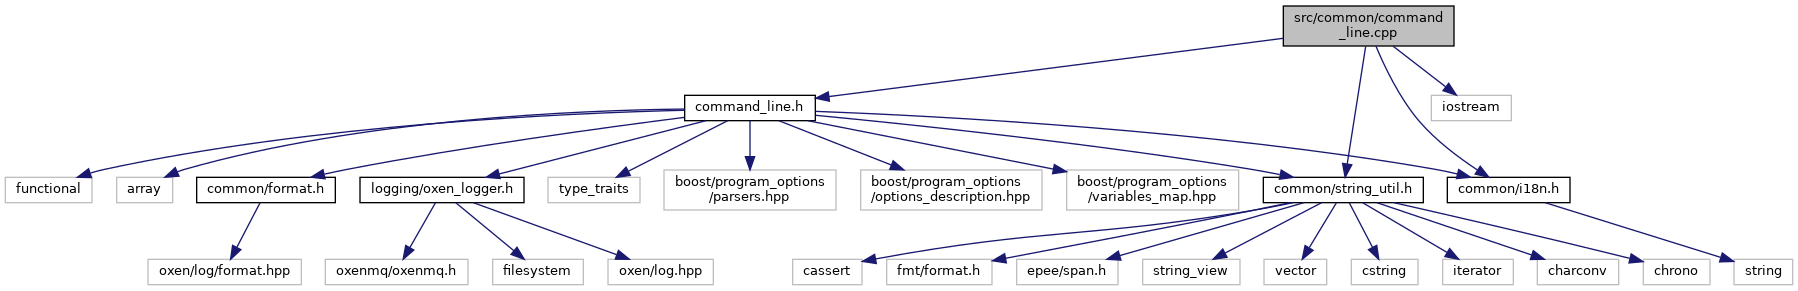 src/common/command
_line.cpp
command_line.h
iostream
functional
array
common/format.h
logging/oxen_logger.h
type_traits
boost/program_options
/parsers.hpp
boost/program_options
/options_description.hpp
boost/program_options
/variables_map.hpp
common/string_util.h
common/i18n.h
oxen/log/format.hpp
oxenmq/oxenmq.h
filesystem
oxen/log.hpp
cassert
fmt/format.h
epee/span.h
string_view
vector
cstring
iterator
charconv
chrono
string